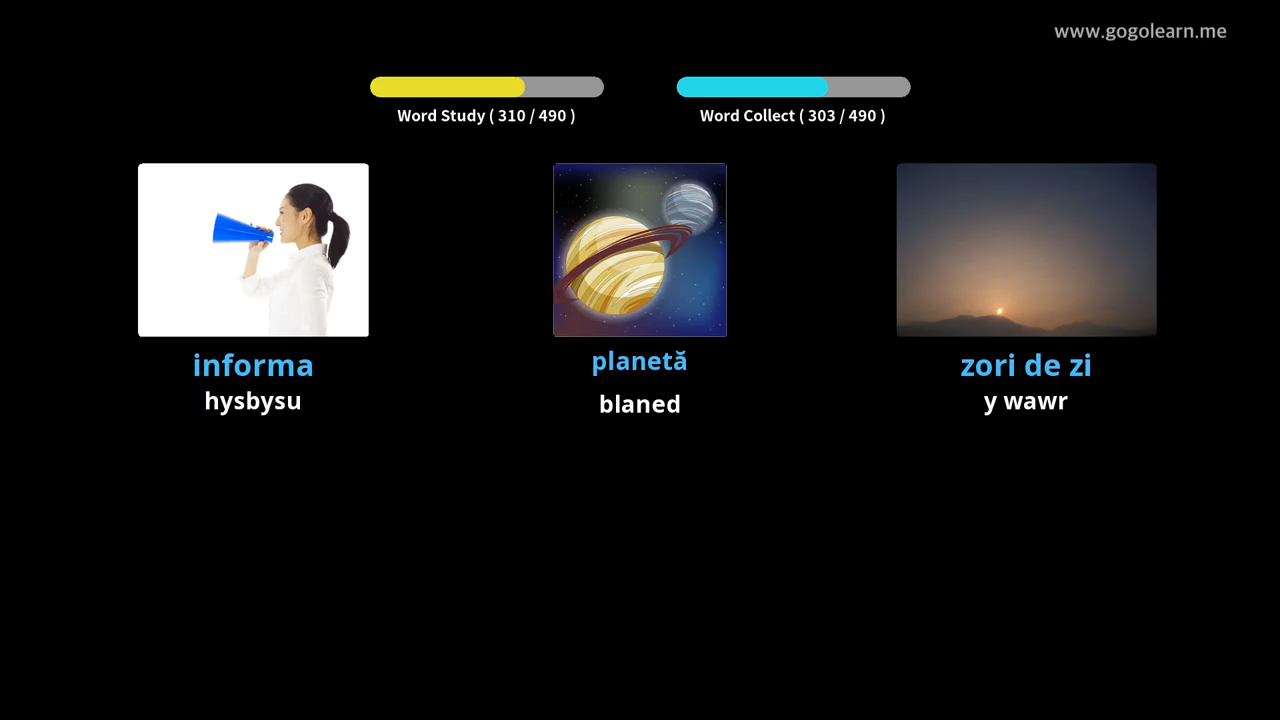 www.gogolearn.me
Word Study ( 310 / 490 )
Word Collect ( 303 / 490 )
informa
hysbysu
planetă
blaned
zori de zi
y wawr